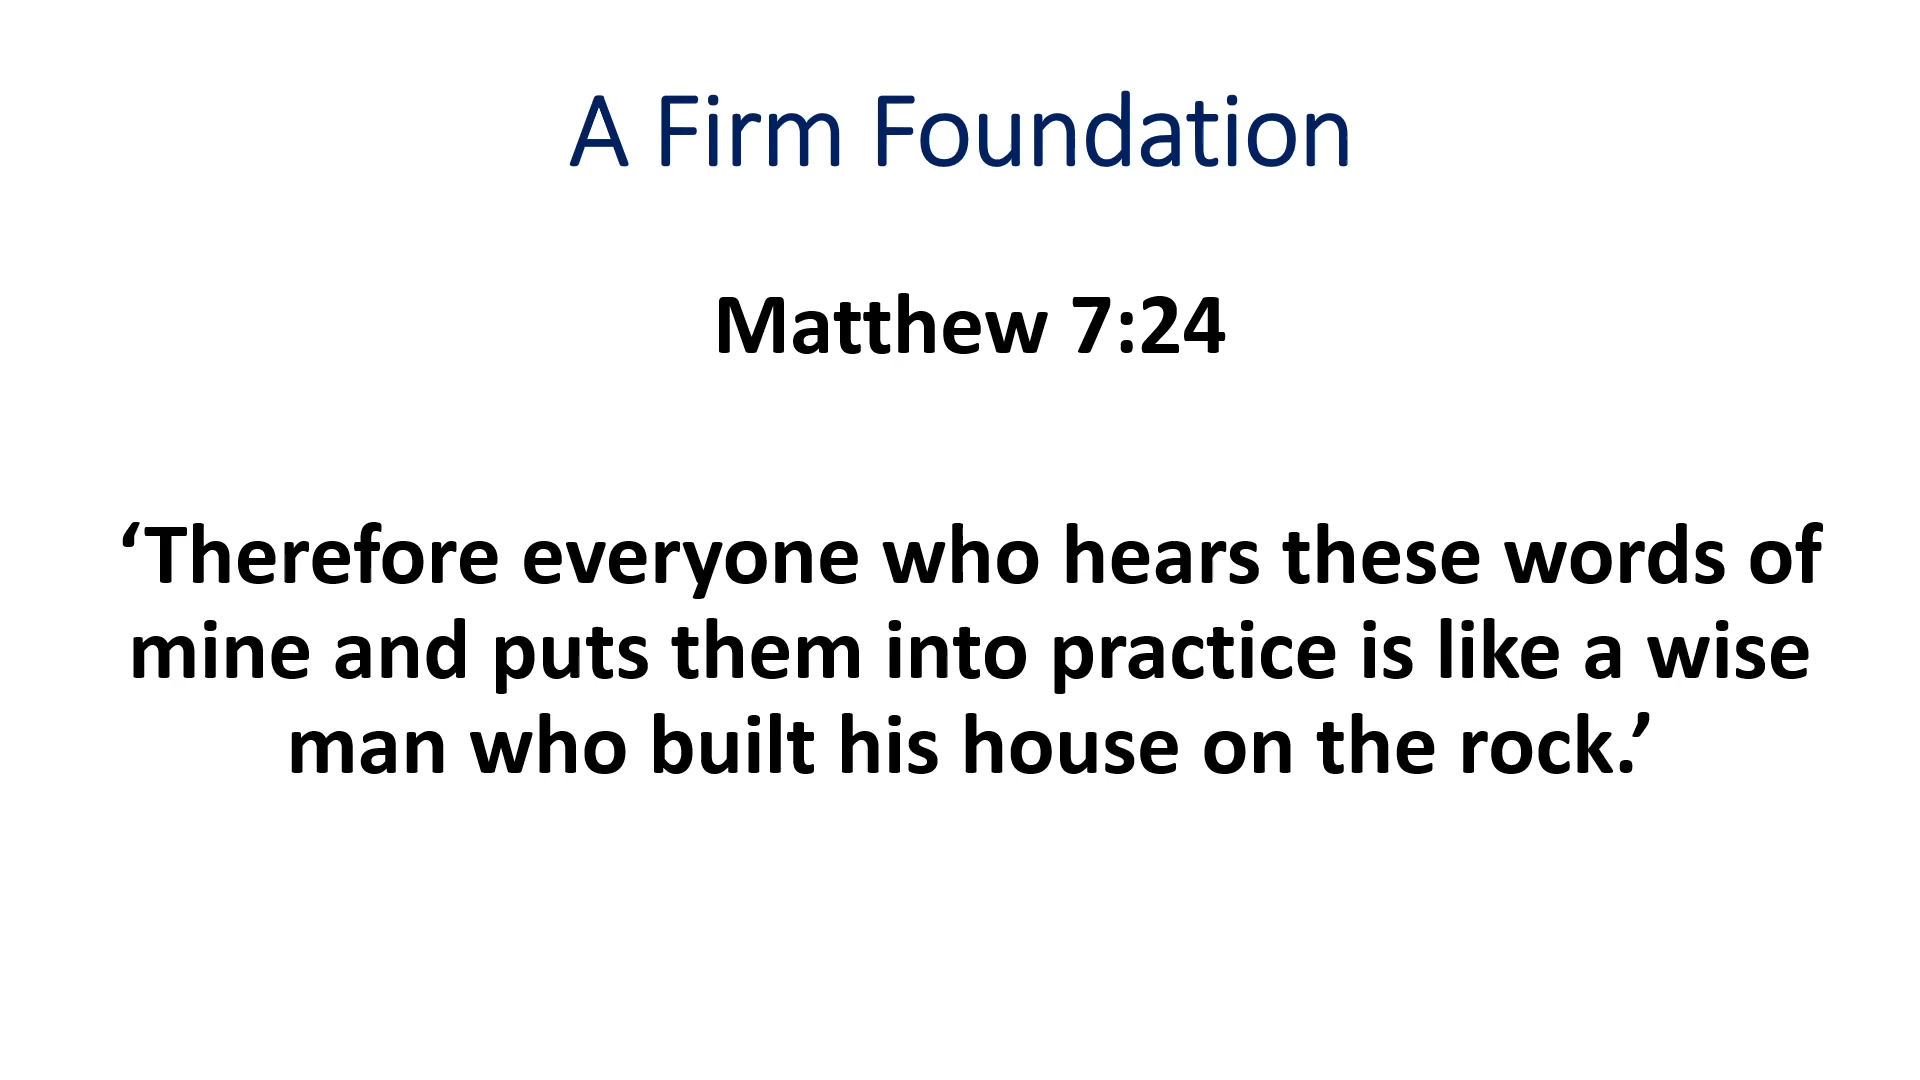 A Firm Foundation
Matthew 7:24
‘Therefore everyone who hears these words of
mine and puts them into practice is like a wise
man who built his house on the rock.’